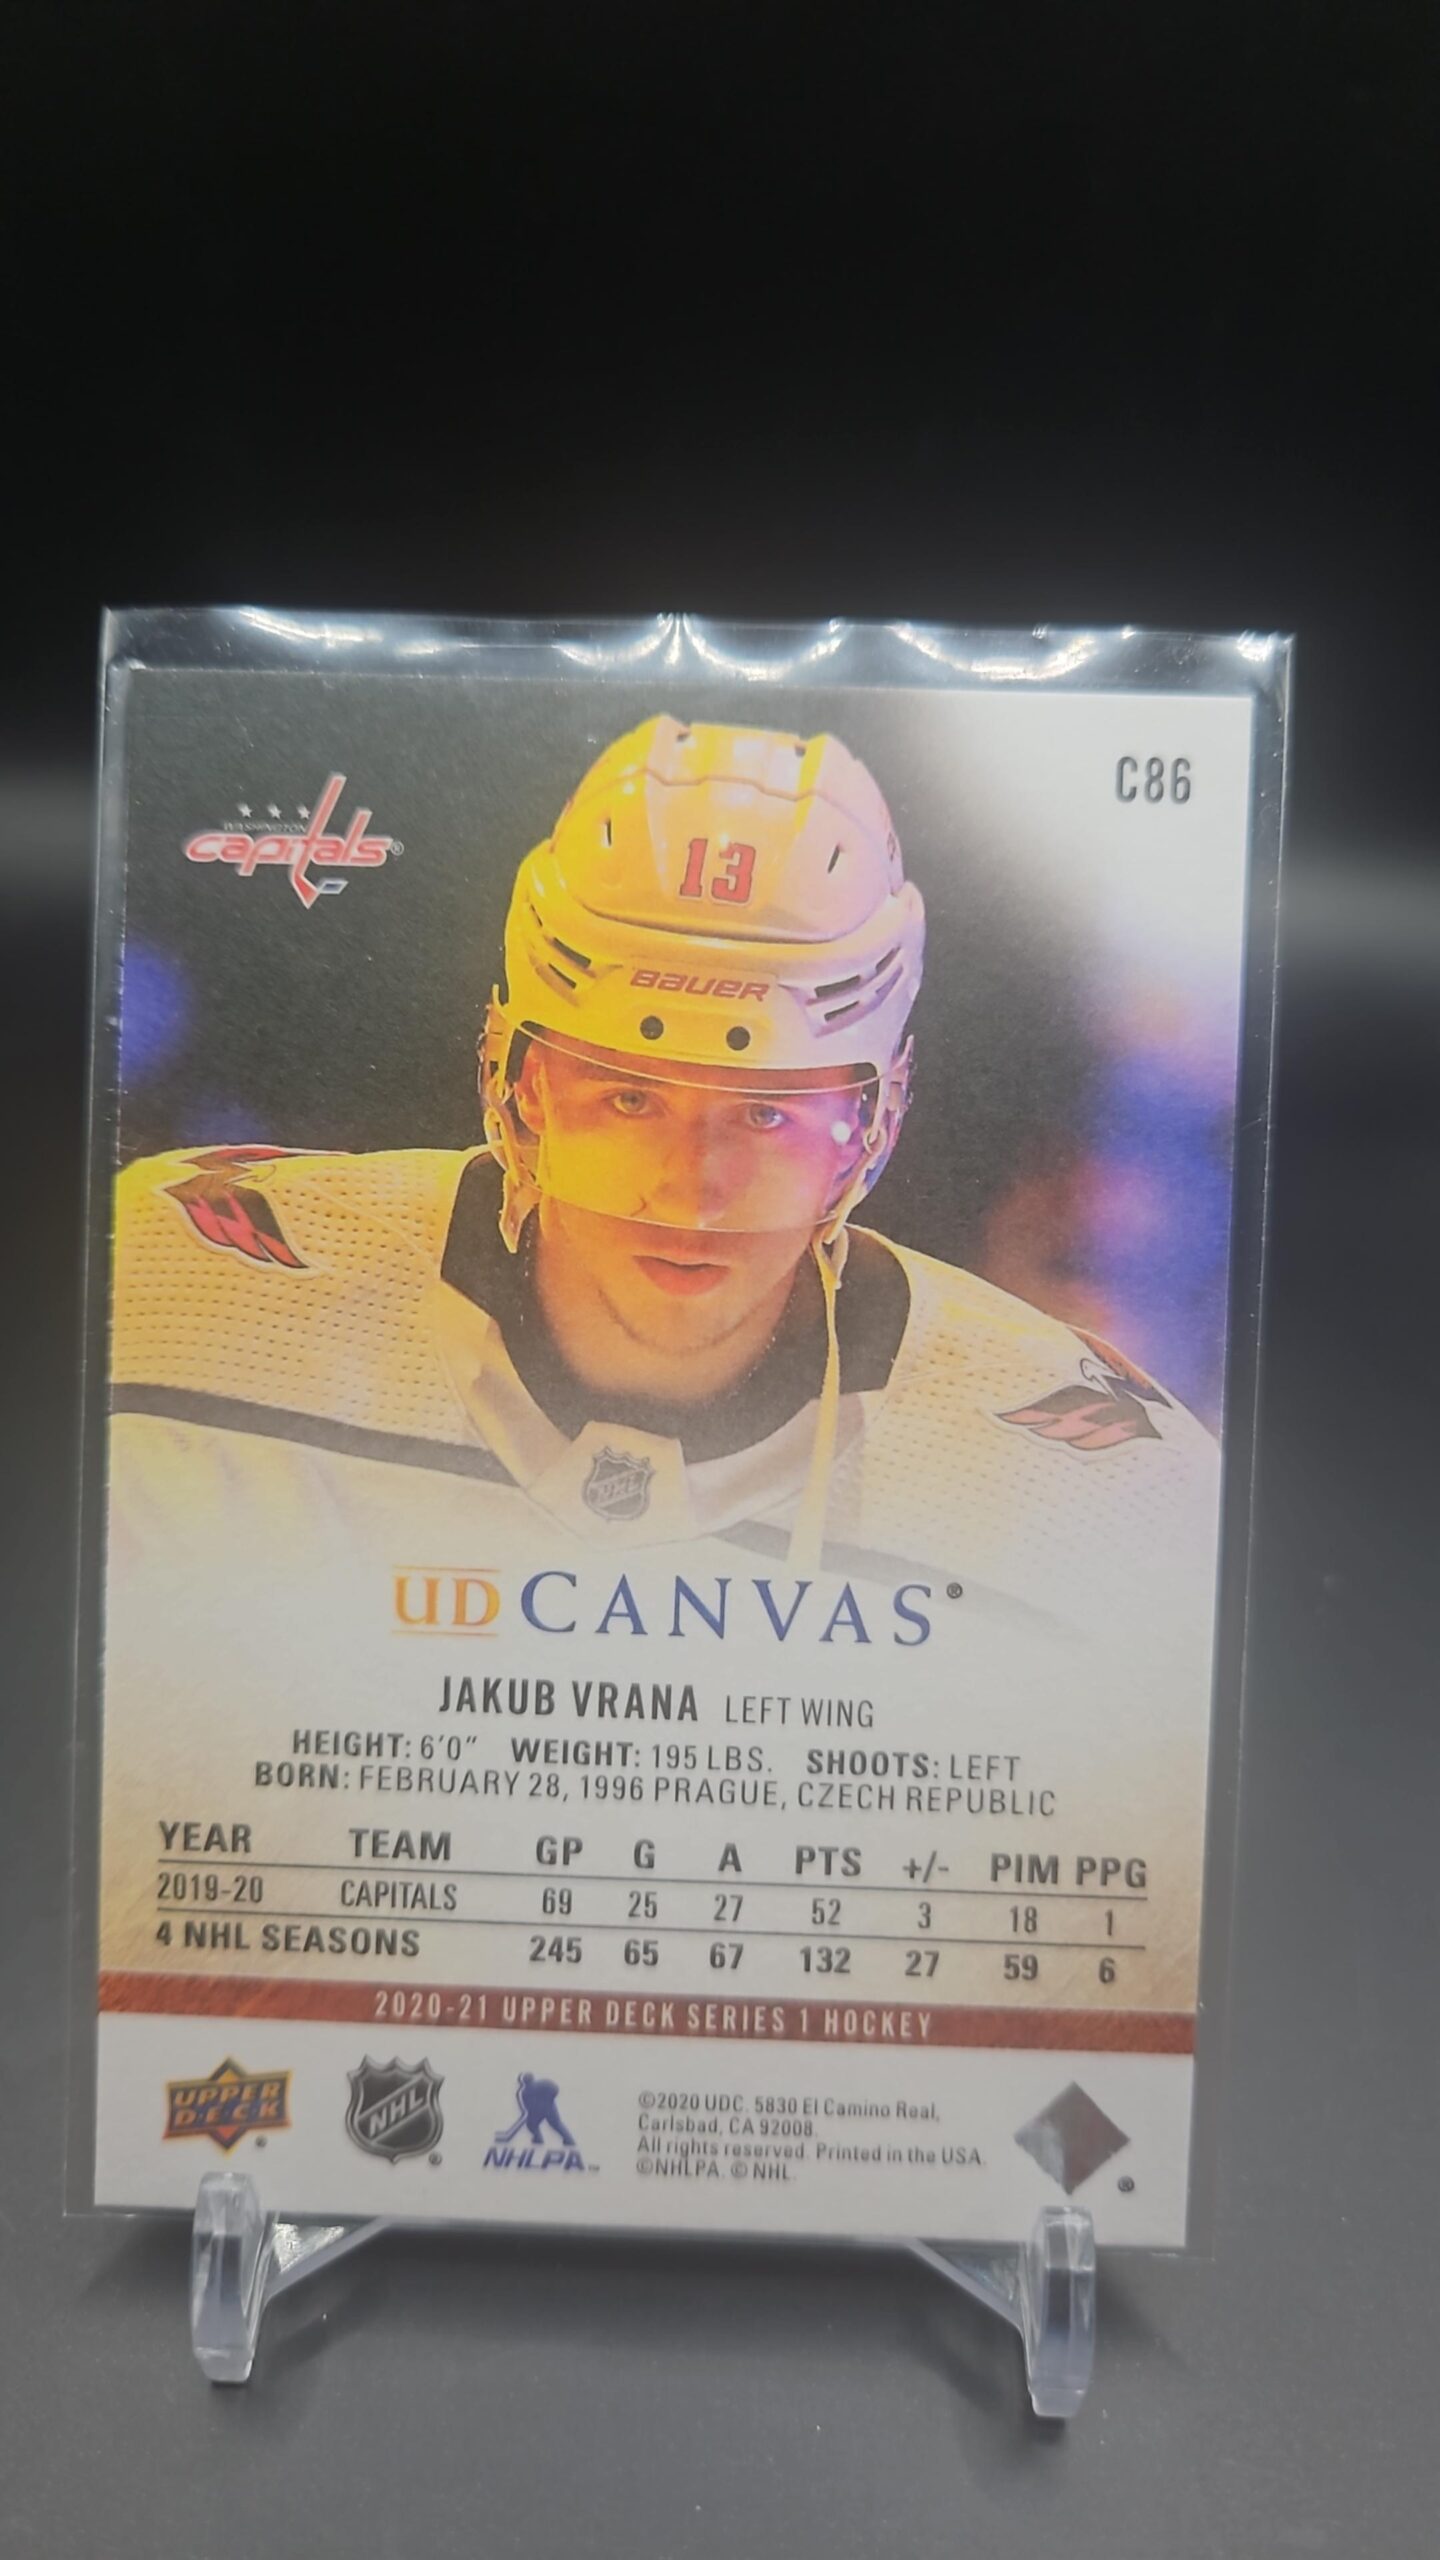 C86
WASHINGTON
capitals®
13
BAUER
NHL
UD CANVAS®
JAKUB VRANA LEFT WING
HEIGHT: 6'0" WEIGHT: 195 LBS. SHOOTS: LEFT
BORN: FEBRUARY 28, 1996 PRAGUE, CZECH REPUBLIC
YEAR TEAM GP G A PTS +/- PIM PPG
2019-20 CAPITALS 69 25 27 52 3 18 1
4 NHL SEASONS 245 65 67 132 27 59 6
2020-21 UPPER DECK SERIES 1 HOCKEY
UPPER
DECK
®
NHL
®
NHLPA™
©2020 UDC. 5830 El Camino Real,
Carlsbad, CA 92008.
All rights reserved. Printed in the USA.
©NHLPA. © NHL.
®